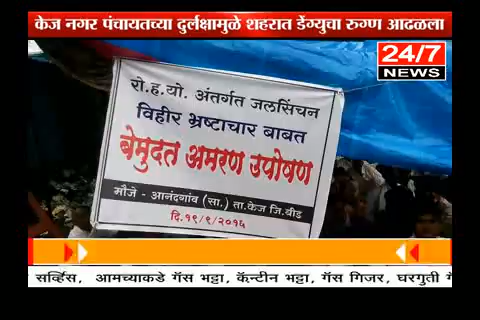 केज नगर पंचायतच्या दुर्लक्षामुळे शहरात डेंग्युचा रुग्ण आढळला
24/7
NEWS
रो.ह.यो. अंतर्गत जलसिंचन
विहीर भ्रष्टाचार बाबत
बेमुदत अमरण उपोषण
मौजे - आनंदगांव (सा.) ता.केज जि.बीड
दि.१९/९/२०१६
सर्व्हिस, आमच्याकडे गॅस भट्टा, कॅन्टीन भट्टा, गॅस गिजर, घरगुती गॅ